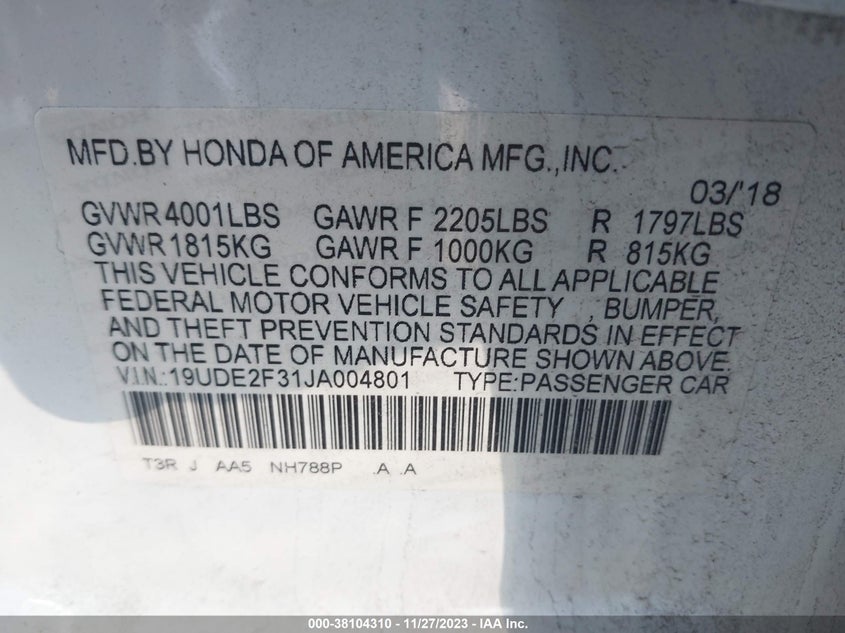 MFD.BY HONDA OF AMERICA MFG.,INC.
03/'18
GVWR 4001LBS GAWR F 2205LBS R 1797LBS
GVWR 1815KG GAWR F 1000KG R 815KG
THIS VEHICLE CONFORMS TO ALL APPLICABLE
FEDERAL MOTOR VEHICLE SAFETY , BUMPER,
AND THEFT PREVENTION STANDARDS IN EFFECT
ON THE DATE OF MANUFACTURE SHOWN ABOVE.
V.I.N.:19UDE2F31JA004801 TYPE:PASSENGER CAR
T3R J AA5 NH788P .A .A
000-38104310 - 11/27/2023 - IAA Inc.